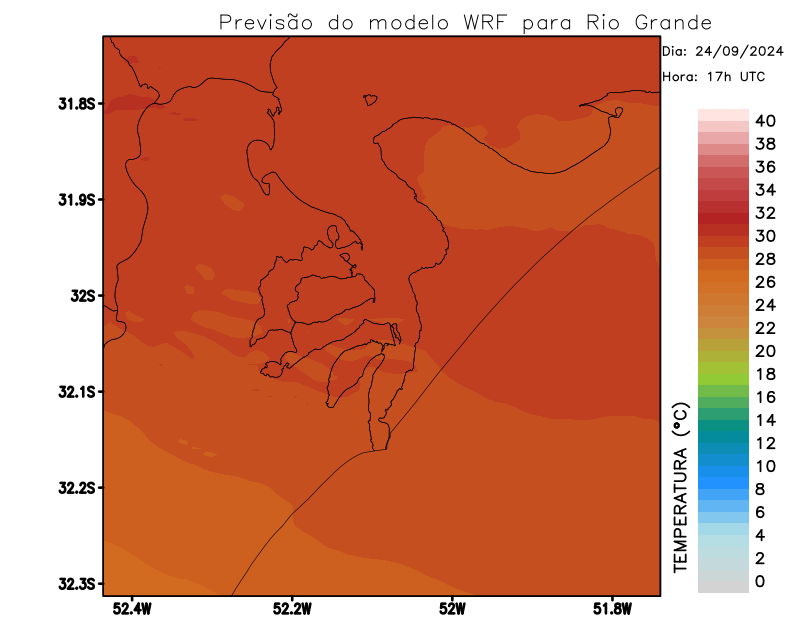 Previsão do modelo WRF para Rio Grande
Dia: 24/09/2024
Hora: 17h UTC
31.8S
31.9S
32S
32.1S
32.2S
32.3S
52.4W
52.2W
52W
51.8W
TEMPERATURA (°C)
40
38
36
34
32
30
28
26
24
22
20
18
16
14
12
10
8
6
4
2
0